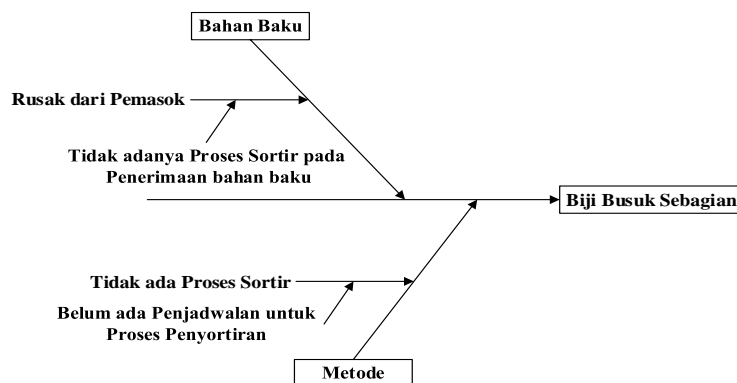 Bahan Baku
Rusak dari Pemasok
Tidak adanya Proses Sortir pada
Penerimaan bahan baku
Biji Busuk Sebagian
Tidak ada Proses Sortir
Belum ada Penjadwalan untuk
Proses Penyortiran
Metode